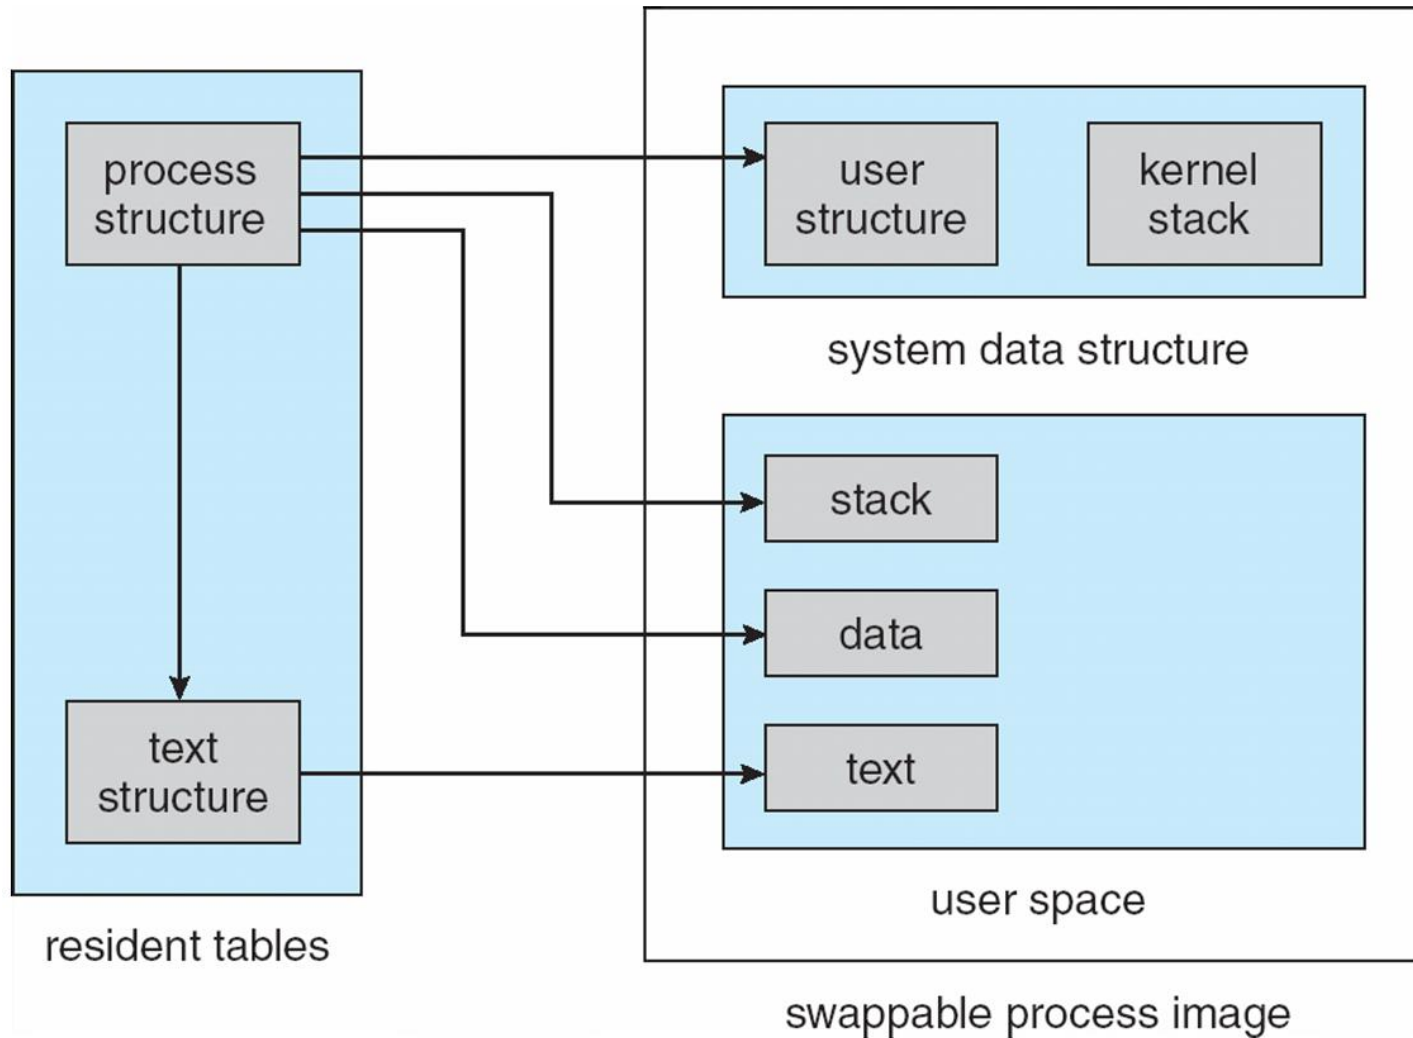 process
structure
text
structure
resident tables
user
structure
kernel
stack
system data structure
stack
data
text
user space
swappable process image